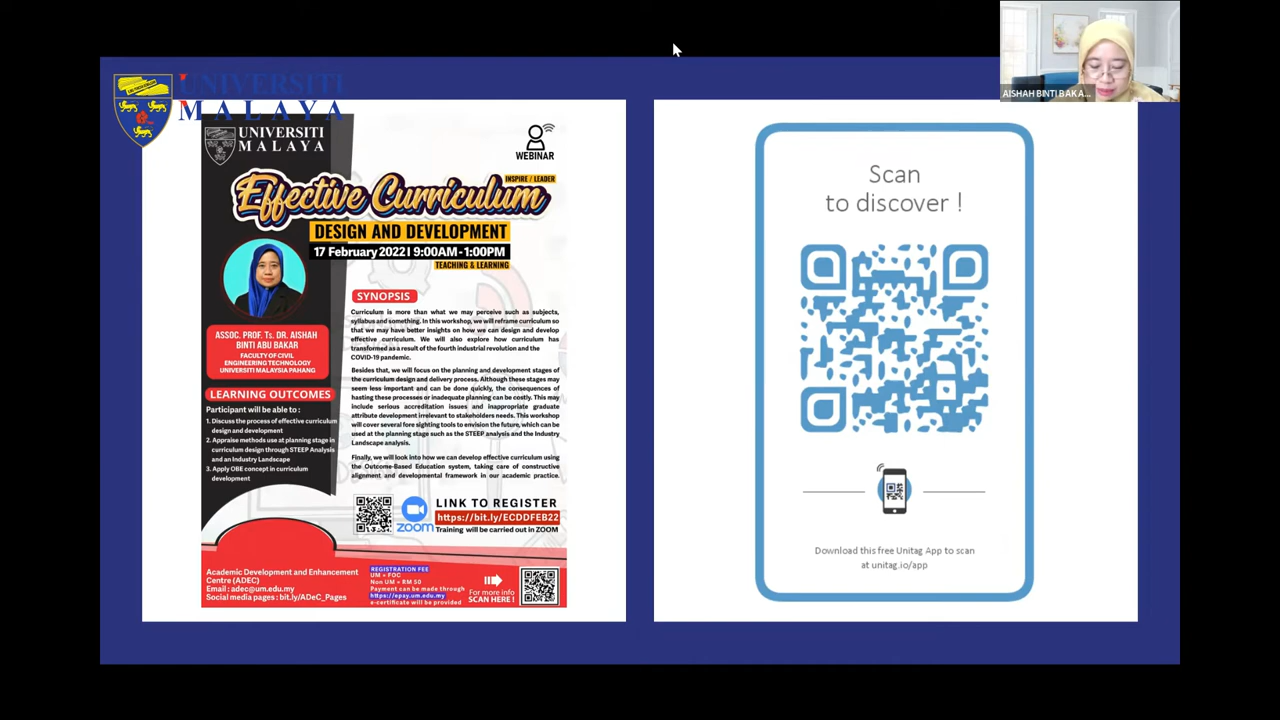 UNIVERSITI
MALAYA
UNIVERSITI
MALAYA
WEBINAR
INSPIRE / LEADER
Effective Curriculum
DESIGN AND DEVELOPMENT
17 February 2022 I 9:00AM - 1:00PM
TEACHING & LEARNING
ASSOC. PROF. Ts. DR. AISHAH
BINTI ABU BAKAR
FACULTY OF CIVIL
ENGINEERING TECHNOLOGY
UNIVERSITI MALAYSIA PAHANG
LEARNING OUTCOMES
Participant will be able to :
1. Discuss the process of effective curriculum
design and development
2. Appraise methods use at planning stage in
curriculum design through STEEP Analysis
and an Industry Landscape
3. Apply OBE concept in curriculum
development
SYNOPSIS
Curriculum is more than what we may perceive such as subjects,
syllabus and something. In this workshop, we will reframe curriculum so
that we may have better insights on how we can design and develop
effective curriculum. We will also explore how curriculum has
transformed as a result of the fourth industrial revolution and the
COVID-19 pandemic.
Besides that, we will focus on the planning and development stages of
the curriculum design and delivery process. Although these stages may
seem less important and can be done quickly, the consequences of
hasting these processes or inadequate planning can be costly. This may
include serious accreditation issues and inappropriate graduate
attribute development irrelevant to stakeholders needs. This workshop
will cover several fore sighting tools to envision the future, which can be
used at the planning stage such as the STEEP analysis and the Industry
Landscape analysis.
Finally, we will look into how we can develop effective curriculum using
the Outcome-Based Education system, taking care of constructive
alignment and developmental framework in our academic practice.
zoom
LINK TO REGISTER
https://bit.ly/ECDDFEB22
Training will be carried out in ZOOM
Academic Development and Enhancement
Centre (ADEC)
Email : adec@um.edu.my
Social media pages : bit.ly/ADeC_Pages
REGISTRATION FEE
UM = FOC
Non UM = RM 50
Payment can be made through
https://epay.um.edu.my
e-certificate will be provided
For more info
SCAN HERE !
Scan
to discover !
Download this free Unitag App to scan
at unitag.io/app
AISHAH BINTI BAKA...